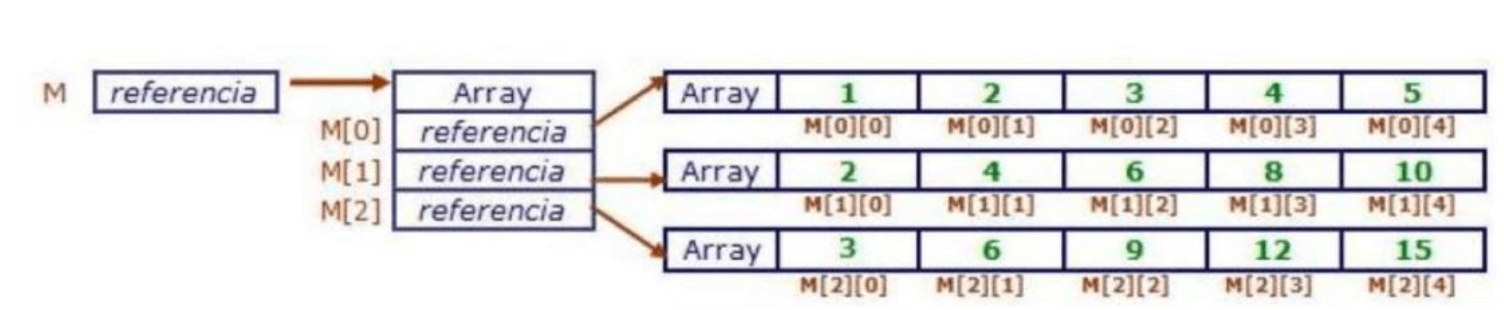 M referencia Array Array 1 2 3 4 5
M[0] referencia M[0][0] M[0][1] M[0][2] M[0][3] M[0][4]
M[1] referencia Array 2 4 6 8 10
M[2] referencia M[1][0] M[1][1] M[1][2] M[1][3] M[1][4]
Array 3 6 9 12 15
M[2][0] M[2][1] M[2][2] M[2][3] M[2][4]